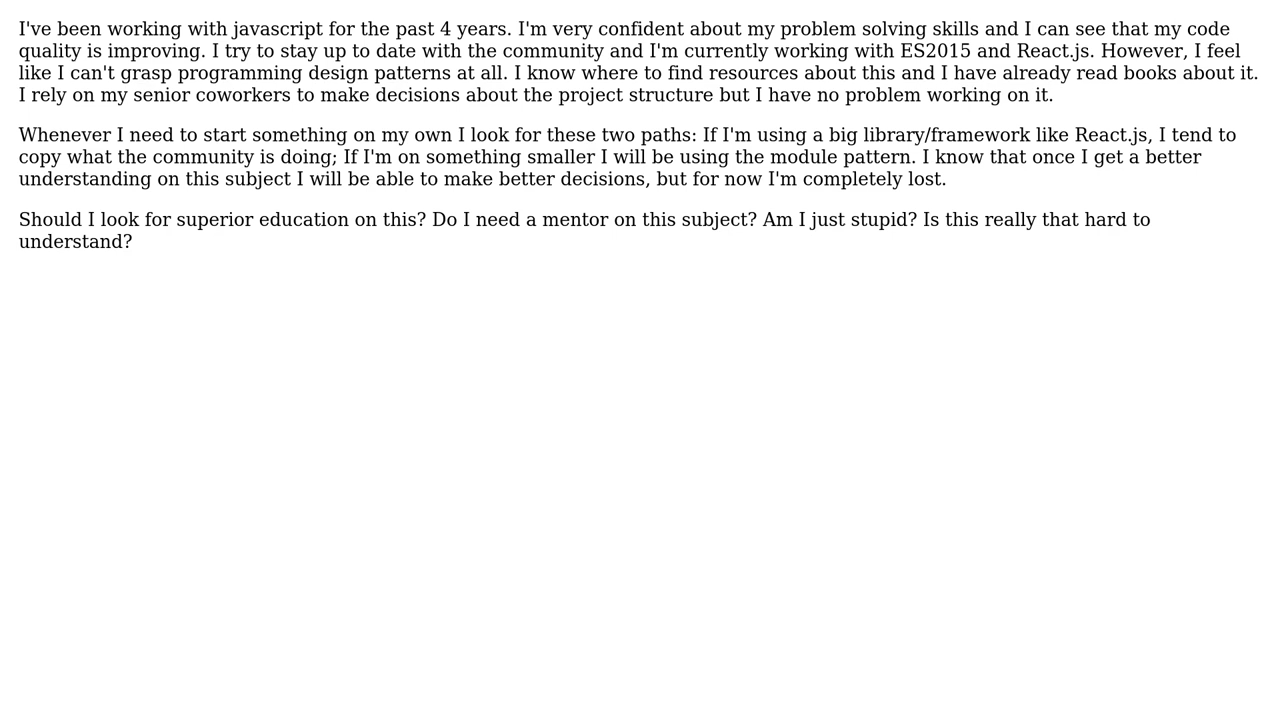 I've been working with javascript for the past 4 years. I'm very confident about my problem solving skills and I can see that my code
quality is improving. I try to stay up to date with the community and I'm currently working with ES2015 and React.js. However, I feel
like I can't grasp programming design patterns at all. I know where to find resources about this and I have already read books about it.
I rely on my senior coworkers to make decisions about the project structure but I have no problem working on it.
Whenever I need to start something on my own I look for these two paths: If I'm using a big library/framework like React.js, I tend to
copy what the community is doing; If I'm on something smaller I will be using the module pattern. I know that once I get a better
understanding on this subject I will be able to make better decisions, but for now I'm completely lost.
Should I look for superior education on this? Do I need a mentor on this subject? Am I just stupid? Is this really that hard to
understand?